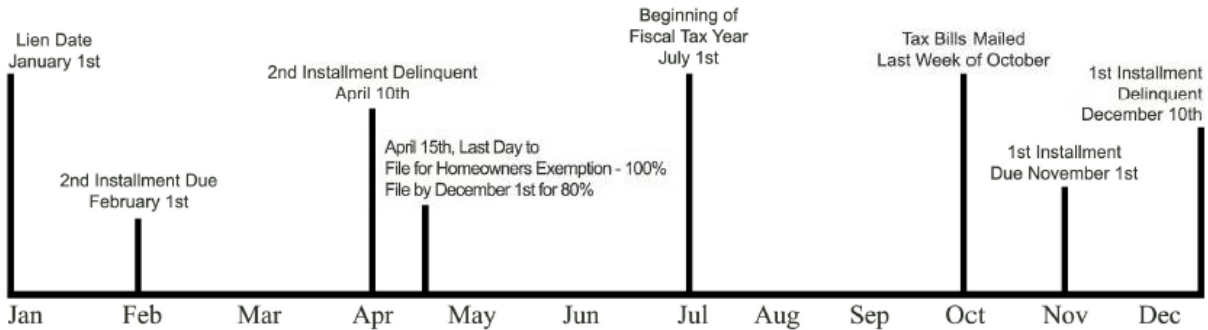 Lien Date
January 1st
2nd Installment Due
February 1st
2nd Installment Delinquent
April 10th
April 15th, Last Day to
File for Homeowners Exemption - 100%
File by December 1st for 80%
Beginning of
Fiscal Tax Year
July 1st
Tax Bills Mailed
Last Week of October
1st Installment
Due November 1st
1st Installment
Delinquent
December 10th
Jan Feb Mar Apr May Jun Jul Aug Sep Oct Nov Dec